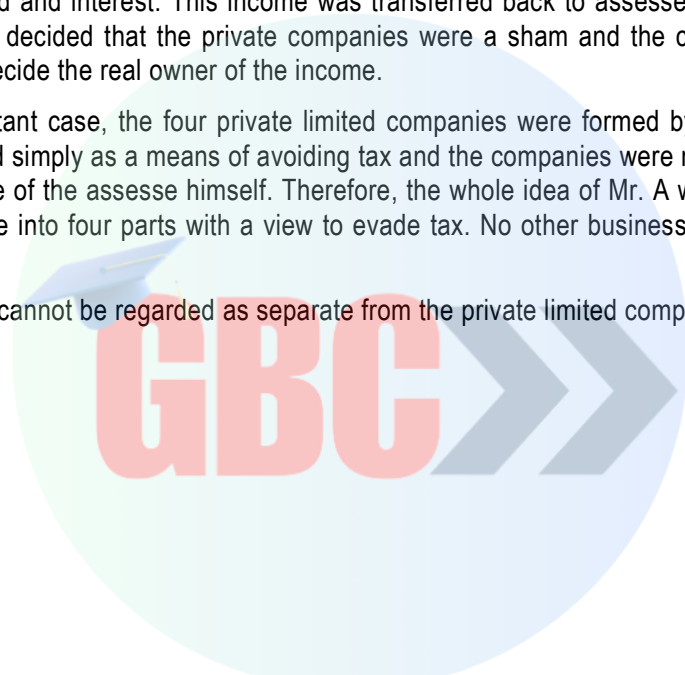 d and interest. This income was transferred back to assesse
decided that the private companies were a sham and the c
ecide the real owner of the income.
tant case, the four private limited companies were formed by
d simply as a means of avoiding tax and the companies were
e of the assesse himself. Therefore, the whole idea of Mr. A
e into four parts with a view to evade tax. No other business
cannot be regarded as separate from the private limited comp
GBC